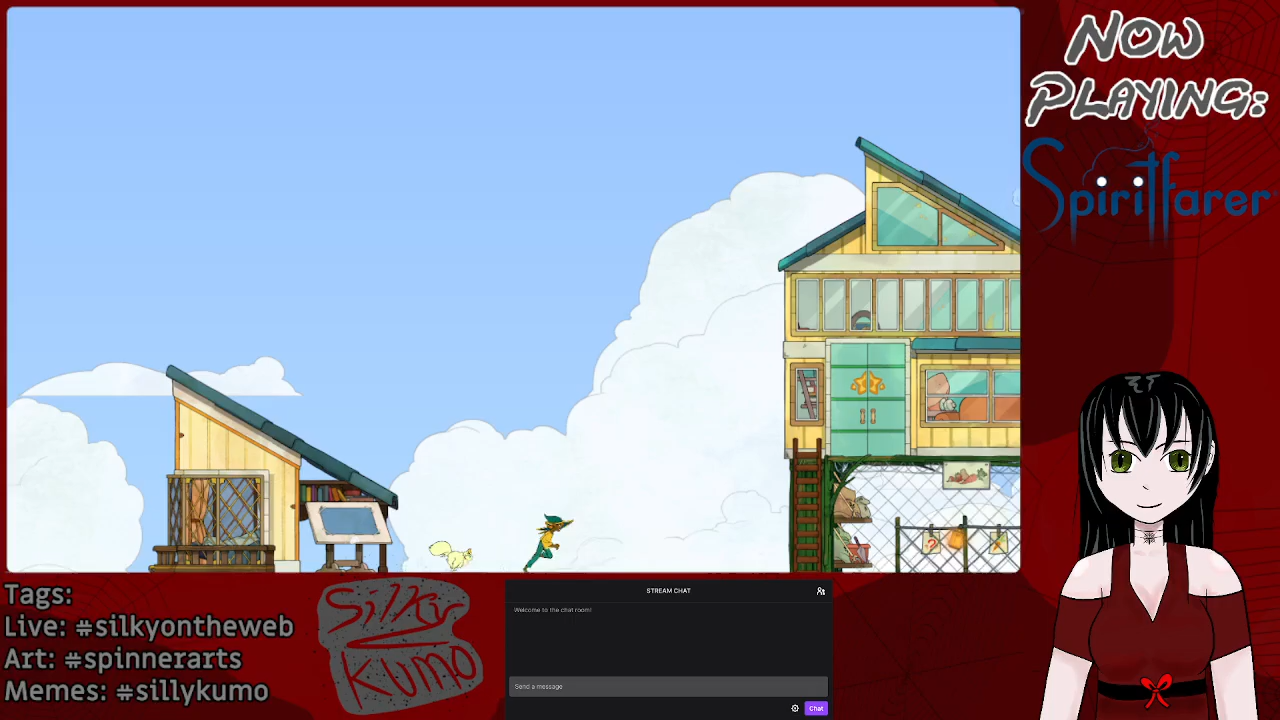 Now
Playing:
Spiritfarer
Tags:
Live: #silkyontheweb
Art: #spinnerarts
Memes: #sillykumo
Silky
Kumo
STREAM CHAT
Welcome to the chat room!
Send a message
Chat
?